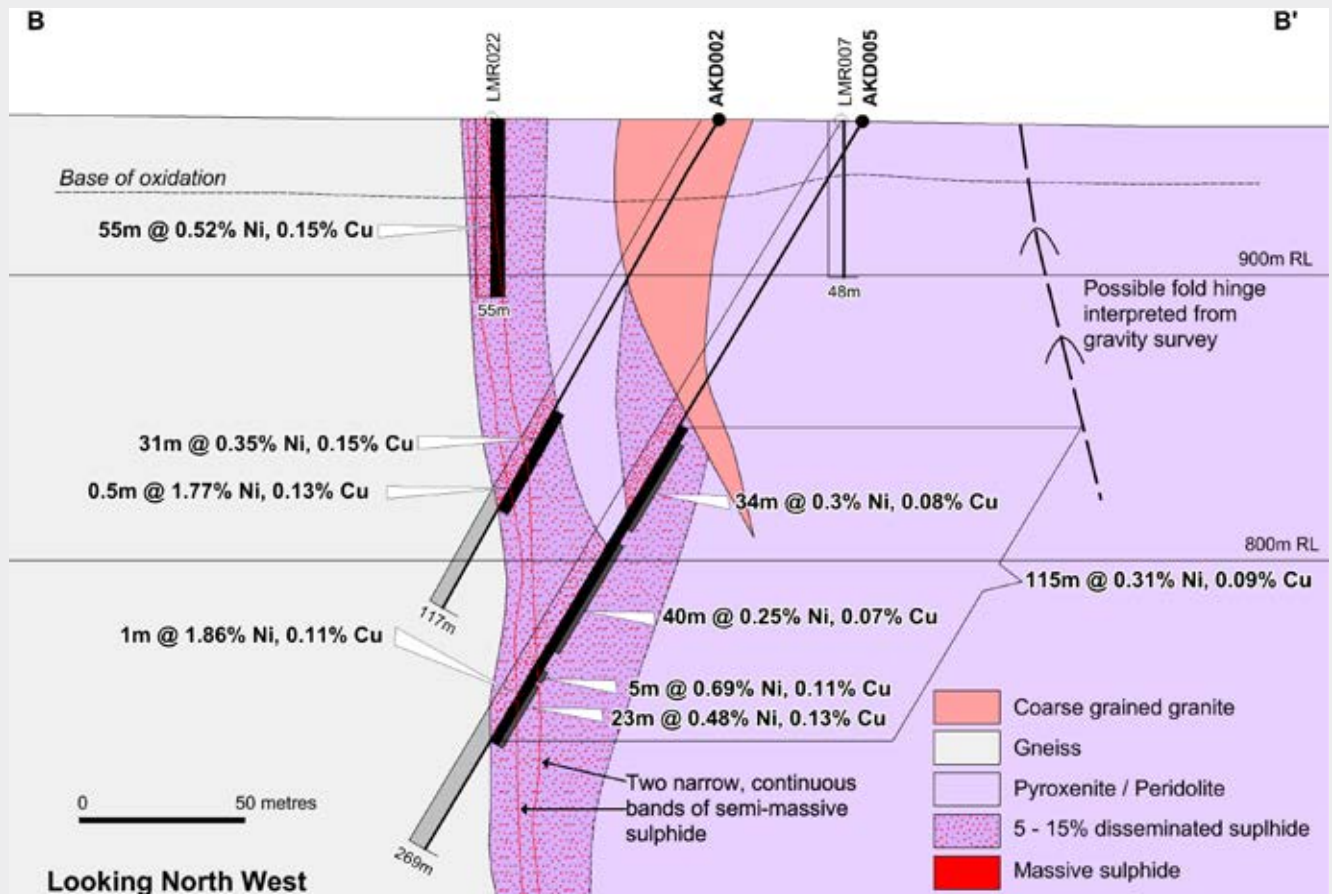 B
B'
LMR022
AKD002
LMR007
AKD005
Base of oxidation
55m @ 0.52% Ni, 0.15% Cu
900m RL
55m
48m
Possible fold hinge
interpreted from
gravity survey
31m @ 0.35% Ni, 0.15% Cu
0.5m @ 1.77% Ni, 0.13% Cu
34m @ 0.3% Ni, 0.08% Cu
800m RL
115m @ 0.31% Ni, 0.09% Cu
117m
40m @ 0.25% Ni, 0.07% Cu
1m @ 1.86% Ni, 0.11% Cu
5m @ 0.69% Ni, 0.11% Cu
23m @ 0.48% Ni, 0.13% Cu
Coarse grained granite
Gneiss
Pyroxenite / Peridolite
5 - 15% disseminated suplhide
Massive sulphide
Two narrow, continuous
bands of semi-massive
sulphide
0 50 metres
269m
Looking North West